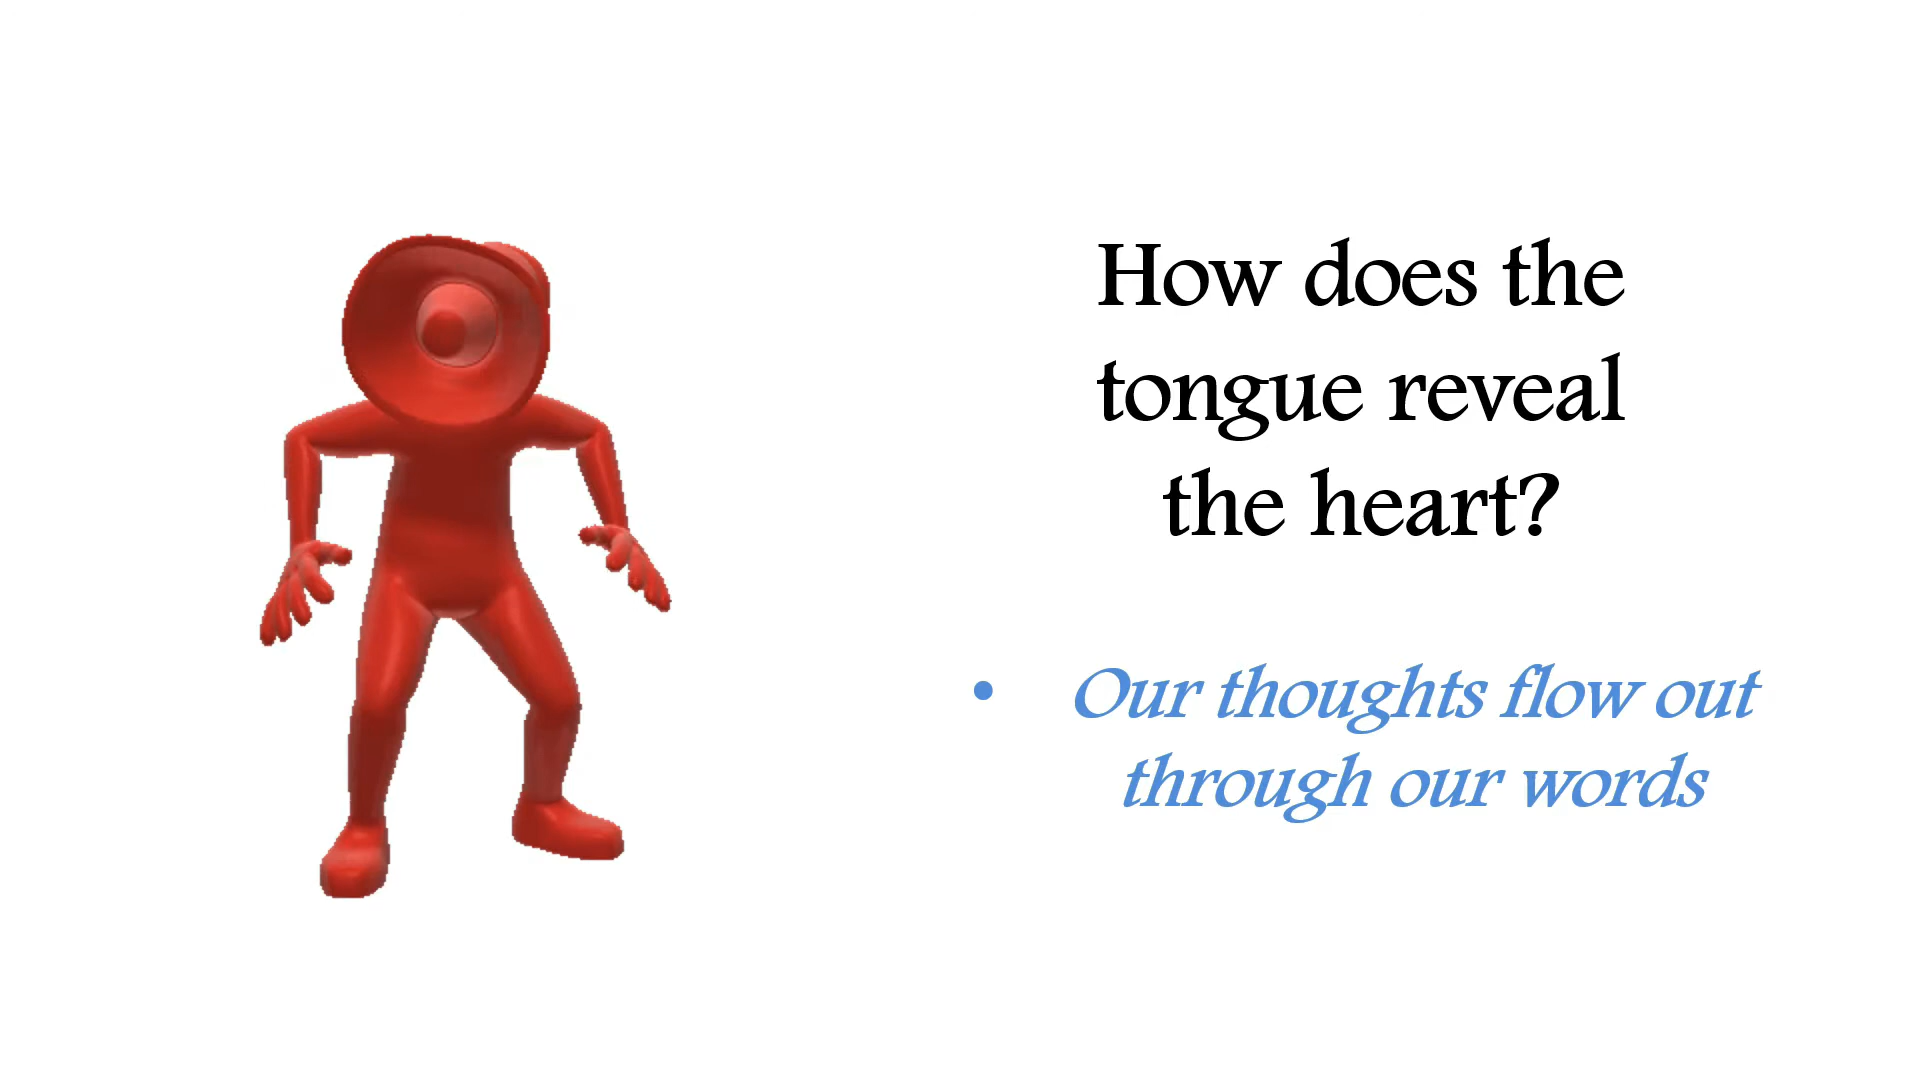 How does the
tongue reveal
the heart?
• Our thoughts flow out
through our words